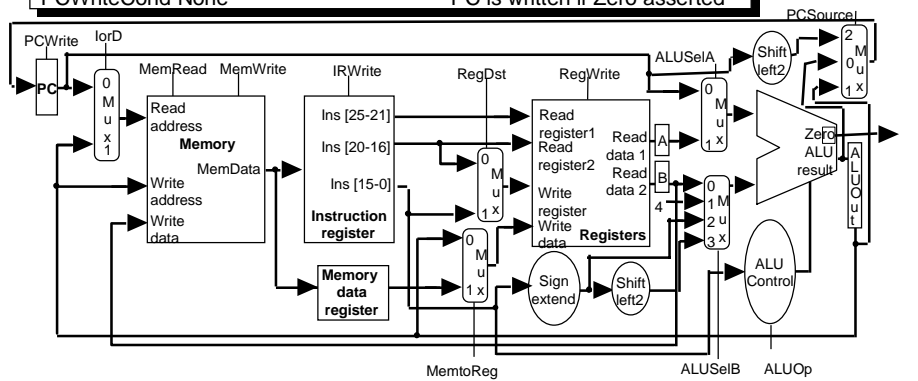 PCWriteCond None PC is written if Zero asserted
PCSource
PCWrite
IorD
MemRead
MemWrite
IRWrite
RegDst
RegWrite
ALUSelA
Shift
left2
2
M
0 u
1 x
PC
0
M
u
x
1
Read
address
Memory
MemData
Write
address
Write
data
Ins [25-21]
Ins [20-16]
Ins [15-0]
Instruction
register
Memory
data
register
0
M
u
1 x
0
M
u
1 x
Read
register1
Read
register2
Write
register
Write
data
Read
data 1
Read
data 2
Registers
A
B
4
0
M
u
1 x
0
1 M
2 u
3 x
Zero
ALU
result
ALUOut
Sign
extend
Shift
left2
ALU
Control
MemtoReg
ALUSelB
ALUOp